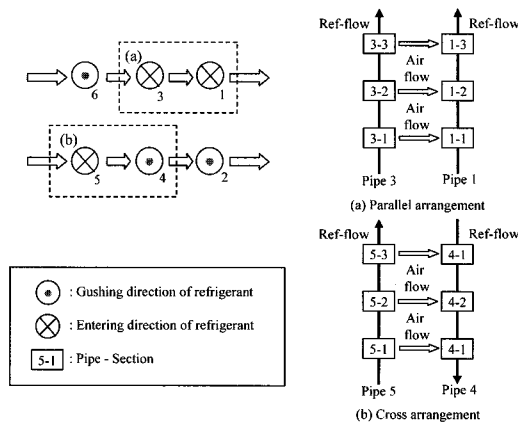 (a)
6
3
1
(b)
5
4
2
: Gushing direction of refrigerant
: Entering direction of refrigerant
5-1 : Pipe - Section
Ref-flow Ref-flow
3-3 Air flow 1-3
3-2 Air flow 1-2
3-1 1-1
Pipe 3 Pipe 1
(a) Parallel arrangement
Ref-flow Ref-flow
5-3 Air flow 4-1
5-2 Air flow 4-2
5-1 4-1
Pipe 5 Pipe 4
(b) Cross arrangement